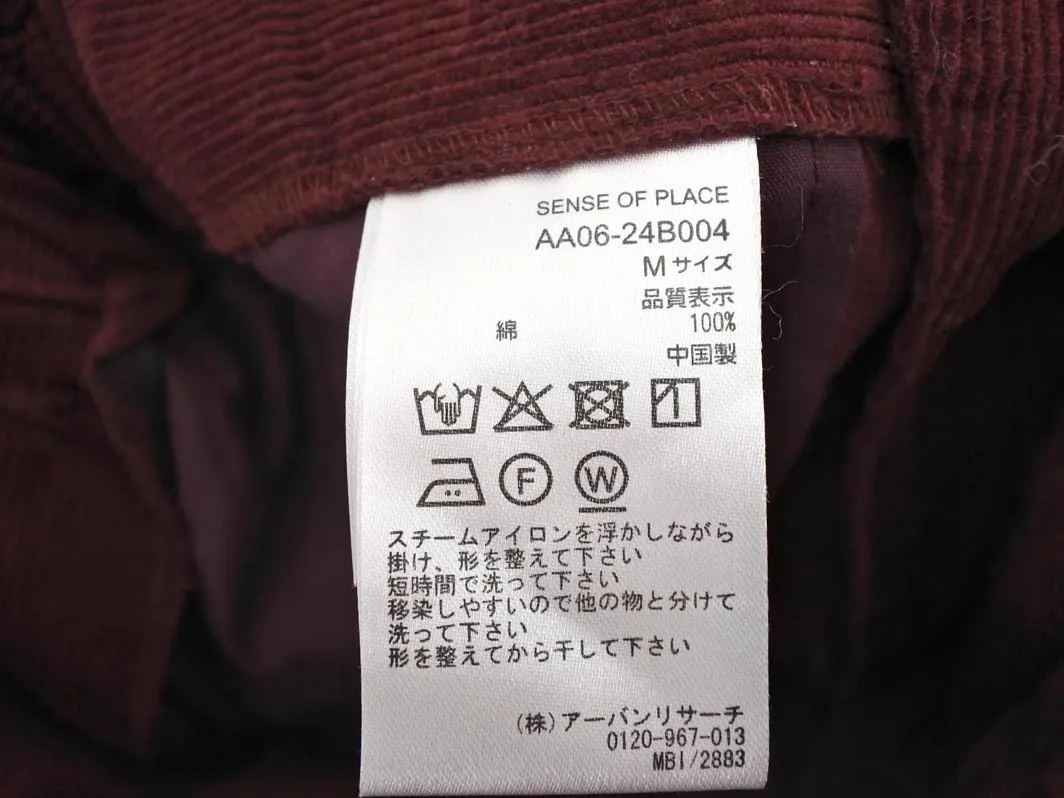 SENSE OF PLACE
AA06-24B004
M サイズ
品質表示
綿 100%
中国製
F W
スチームアイロンを浮かしながら
掛け、形を整えて下さい
短時間で洗って下さい
移染しやすいので他の物と分けて
洗って下さい
形を整えてから干して下さい
(株)アーバンリサーチ
0120-967-013
MBI/2883